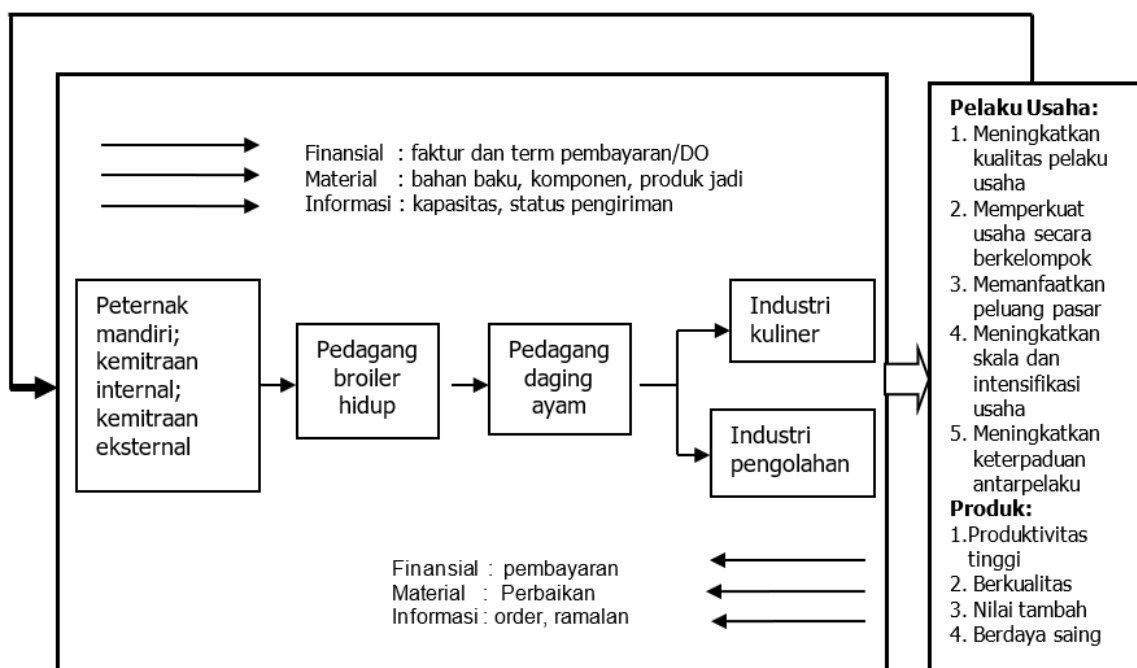 Finansial : faktur dan term pembayaran/DO
Material : bahan baku, komponen, produk jadi
Informasi : kapasitas, status pengiriman
Peternak
mandiri;
kemitraan
internal;
kemitraan
eksternal
Pedagang
broiler
hidup
Pedagang
daging
ayam
Industri
kuliner
Industri
pengolahan
Finansial : pembayaran
Material : Perbaikan
Informasi : order, ramalan
Pelaku Usaha:
1. Meningkatkan
kualitas pelaku
usaha
2. Memperkuat
usaha secara
berkelompok
3. Memanfaatkan
peluang pasar
4. Meningkatkan
skala dan
intensifikasi
usaha
5. Meningkatkan
keterpaduan
antarpelaku
Produk:
1.Produktivitas
tinggi
2. Berkualitas
3. Nilai tambah
4. Berdaya saing